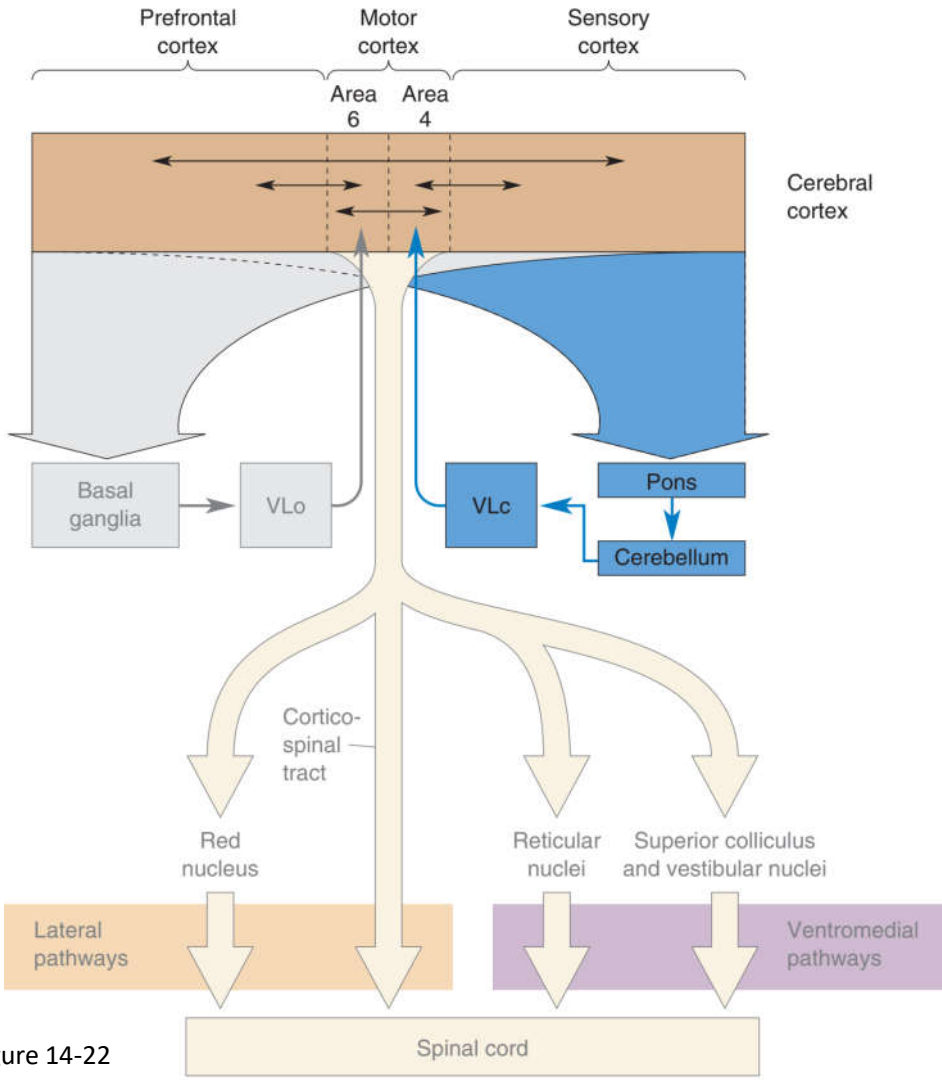 Prefrontal
cortex
Motor
cortex
Sensory
cortex
Area
6
Area
4
Cerebral
cortex
Basal
ganglia
VLo
VLc
Pons
Cerebellum
Cortico-
spinal
tract
Red
nucleus
Reticular
nuclei
Superior colliculus
and vestibular nuclei
Lateral
pathways
Ventromedial
pathways
Spinal cord
ure 14-22